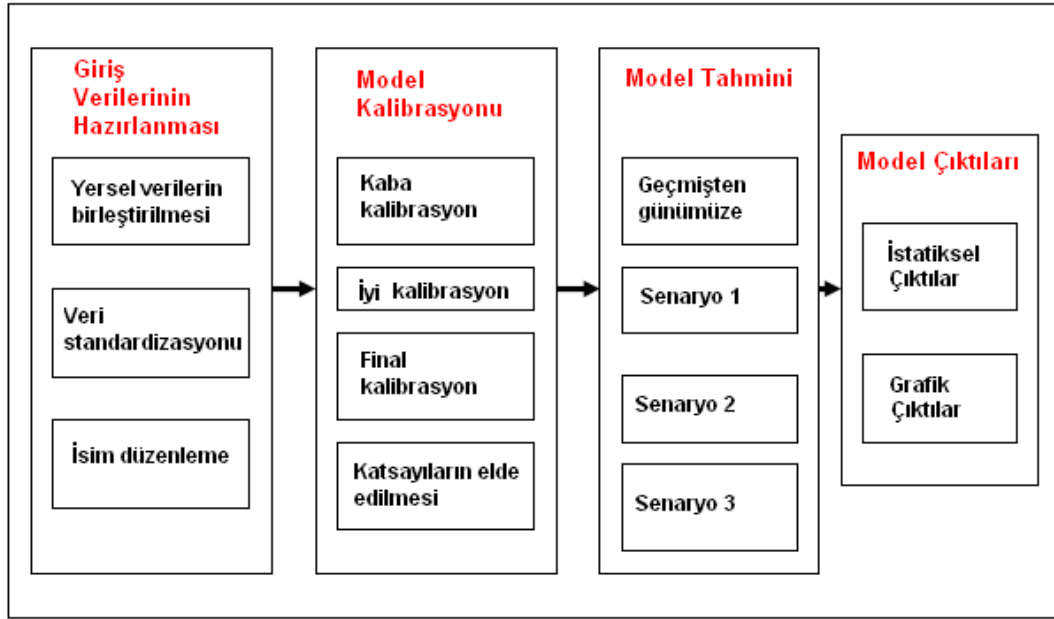 Giriş
Verilerinin
Hazırlanması
Yersel verilerin
birleştirilmesi
Veri
standardizasyonu
İsim düzenleme
Model
Kalibrasyonu
Kaba
kalibrasyon
İyi kalibrasyon
Final
kalibrasyon
Katsayıların elde
edilmesi
Model Tahmini
Geçmişten
günümüze
Senaryo 1
Senaryo 2
Senaryo 3
Model Çıktıları
İstatiksel
Çıktılar
Grafik
Çıktılar